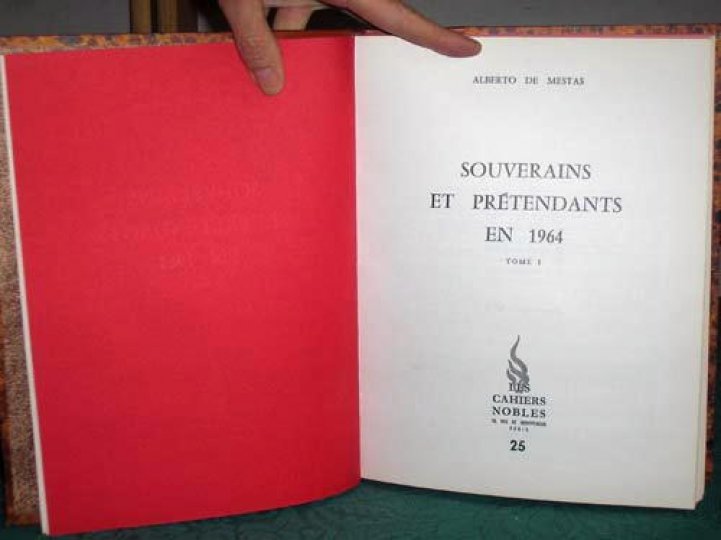 ALBERTO DE MESTAS
SOUVERAINS
ET PRÉTENDANTS
EN 1964
TOME I
LES
CAHIERS
NOBLES
PARIS
25